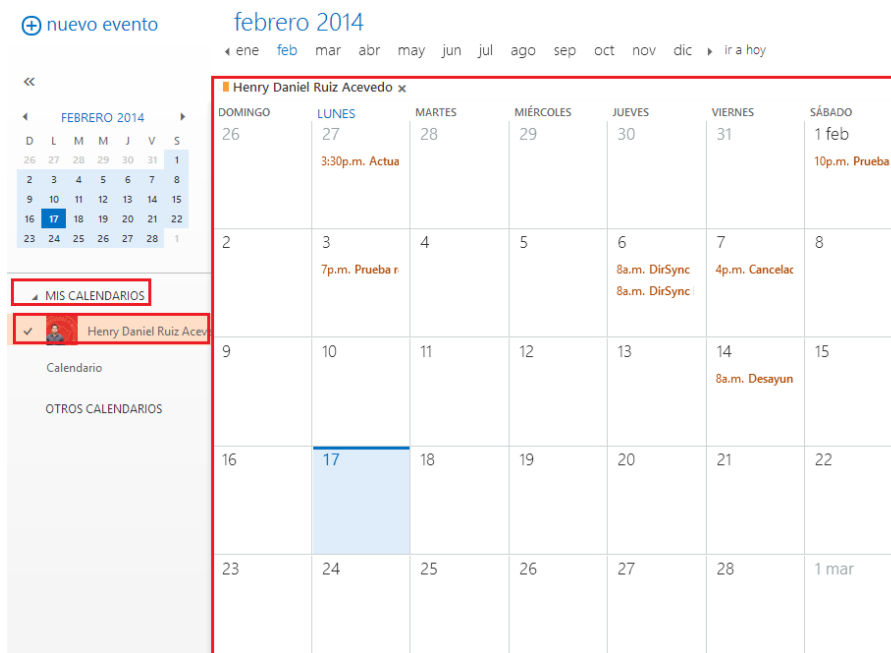 nuevo evento
febrero 2014
ene feb mar abr may jun jul ago sep oct nov dic ir a hoy
«
FEBRERO 2014
D L M M J V S
26 27 28 29 30 31 1
2 3 4 5 6 7 8
9 10 11 12 13 14 15
16 17 18 19 20 21 22
23 24 25 26 27 28 1
MIS CALENDARIOS
Henry Daniel Ruiz Acev
Calendario
OTROS CALENDARIOS
Henry Daniel Ruiz Acevedo x
DOMINGO LUNES MARTES MIÉRCOLES JUEVES VIERNES SÁBADO
26 27 28 29 30 31 1 feb
3:30p.m. Actua 10p.m. Prueba
2 3 4 5 6 7 8
7p.m. Prueba r 8a.m. DirSync 4p.m. Cancelac
8a.m. DirSync
9 10 11 12 13 14 15
8a.m. Desayun
16 17 18 19 20 21 22
23 24 25 26 27 28 1 mar